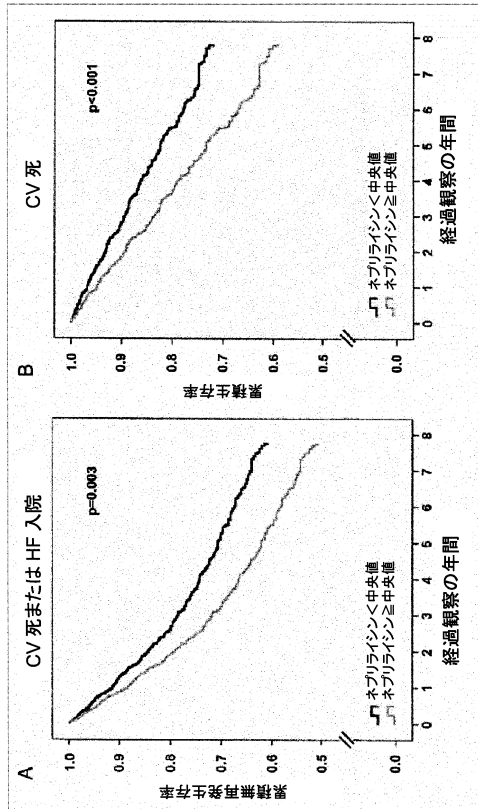 A
CV 死または HF 入院
p=0.003
累積無再発生存率
1.0
0.9
0.8
0.7
0.6
0.5
0.0
ネプリライシン<中央値
ネプリライシン≧中央値
0 1 2 3 4 5 6 7 8
経過観察の年間
B
CV 死
p<0.001
累積生存率
1.0
0.9
0.8
0.7
0.6
0.5
0.0
ネプリライシン<中央値
ネプリライシン≧中央値
0 1 2 3 4 5 6 7 8
経過観察の年間